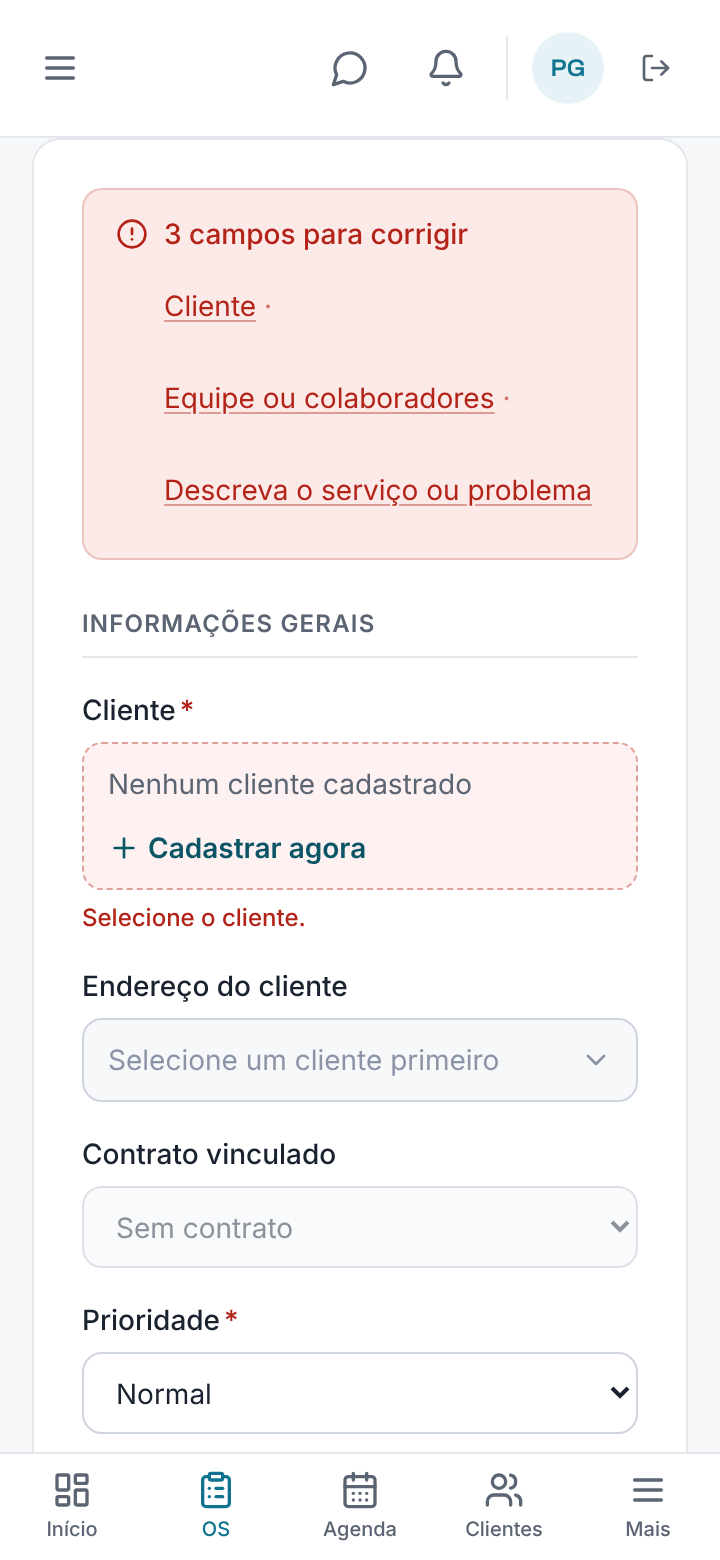 PG
3 campos para corrigir
Cliente ·
Equipe ou colaboradores ·
Descreva o serviço ou problema
INFORMAÇÕES GERAIS
Cliente *
Nenhum cliente cadastrado
+ Cadastrar agora
Selecione o cliente.
Endereço do cliente
Selecione um cliente primeiro
Contrato vinculado
Sem contrato
Prioridade *
Normal
Início OS Agenda Clientes Mais